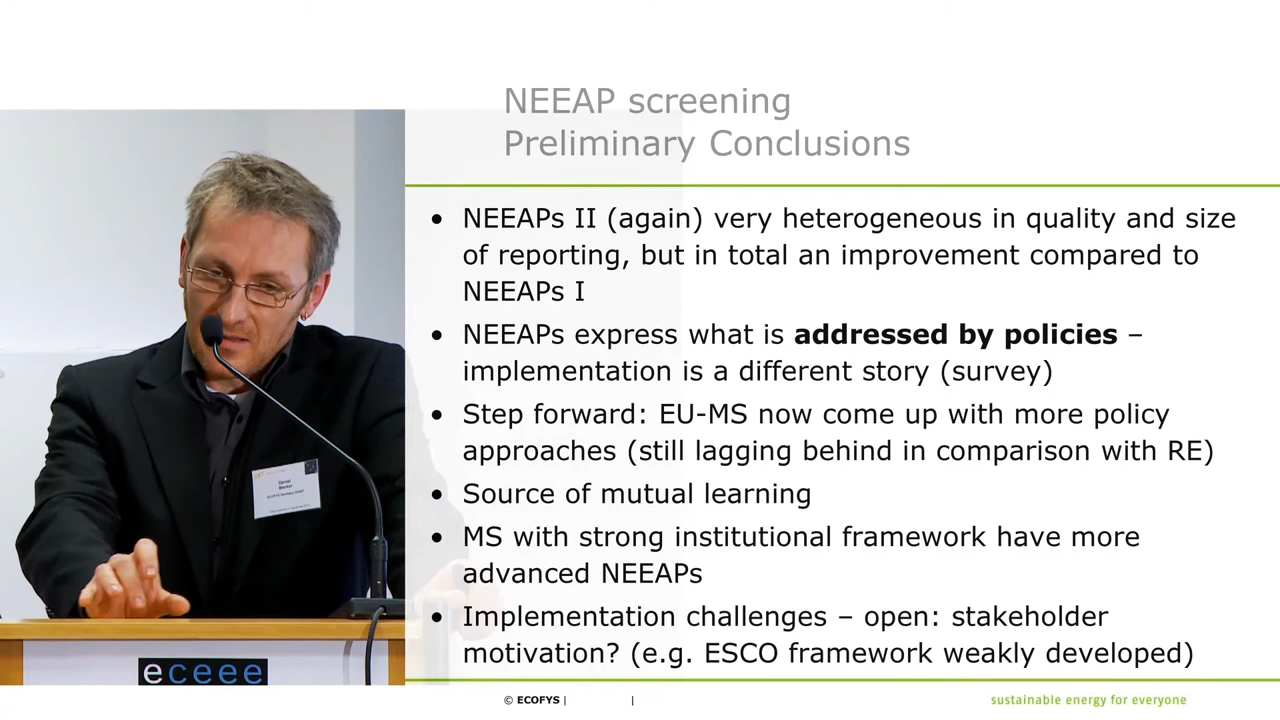 NEEAP screening
Preliminary Conclusions
• NEEAPs II (again) very heterogeneous in quality and size
of reporting, but in total an improvement compared to
NEEAPs I
• NEEAPs express what is addressed by policies –
implementation is a different story (survey)
• Step forward: EU-MS now come up with more policy
approaches (still lagging behind in comparison with RE)
• Source of mutual learning
• MS with strong institutional framework have more
advanced NEEAPs
• Implementation challenges – open: stakeholder
motivation? (e.g. ESCO framework weakly developed)
Becker
ECOFYS Germany GmbH
eceee
© ECOFYS | |
sustainable energy for everyone